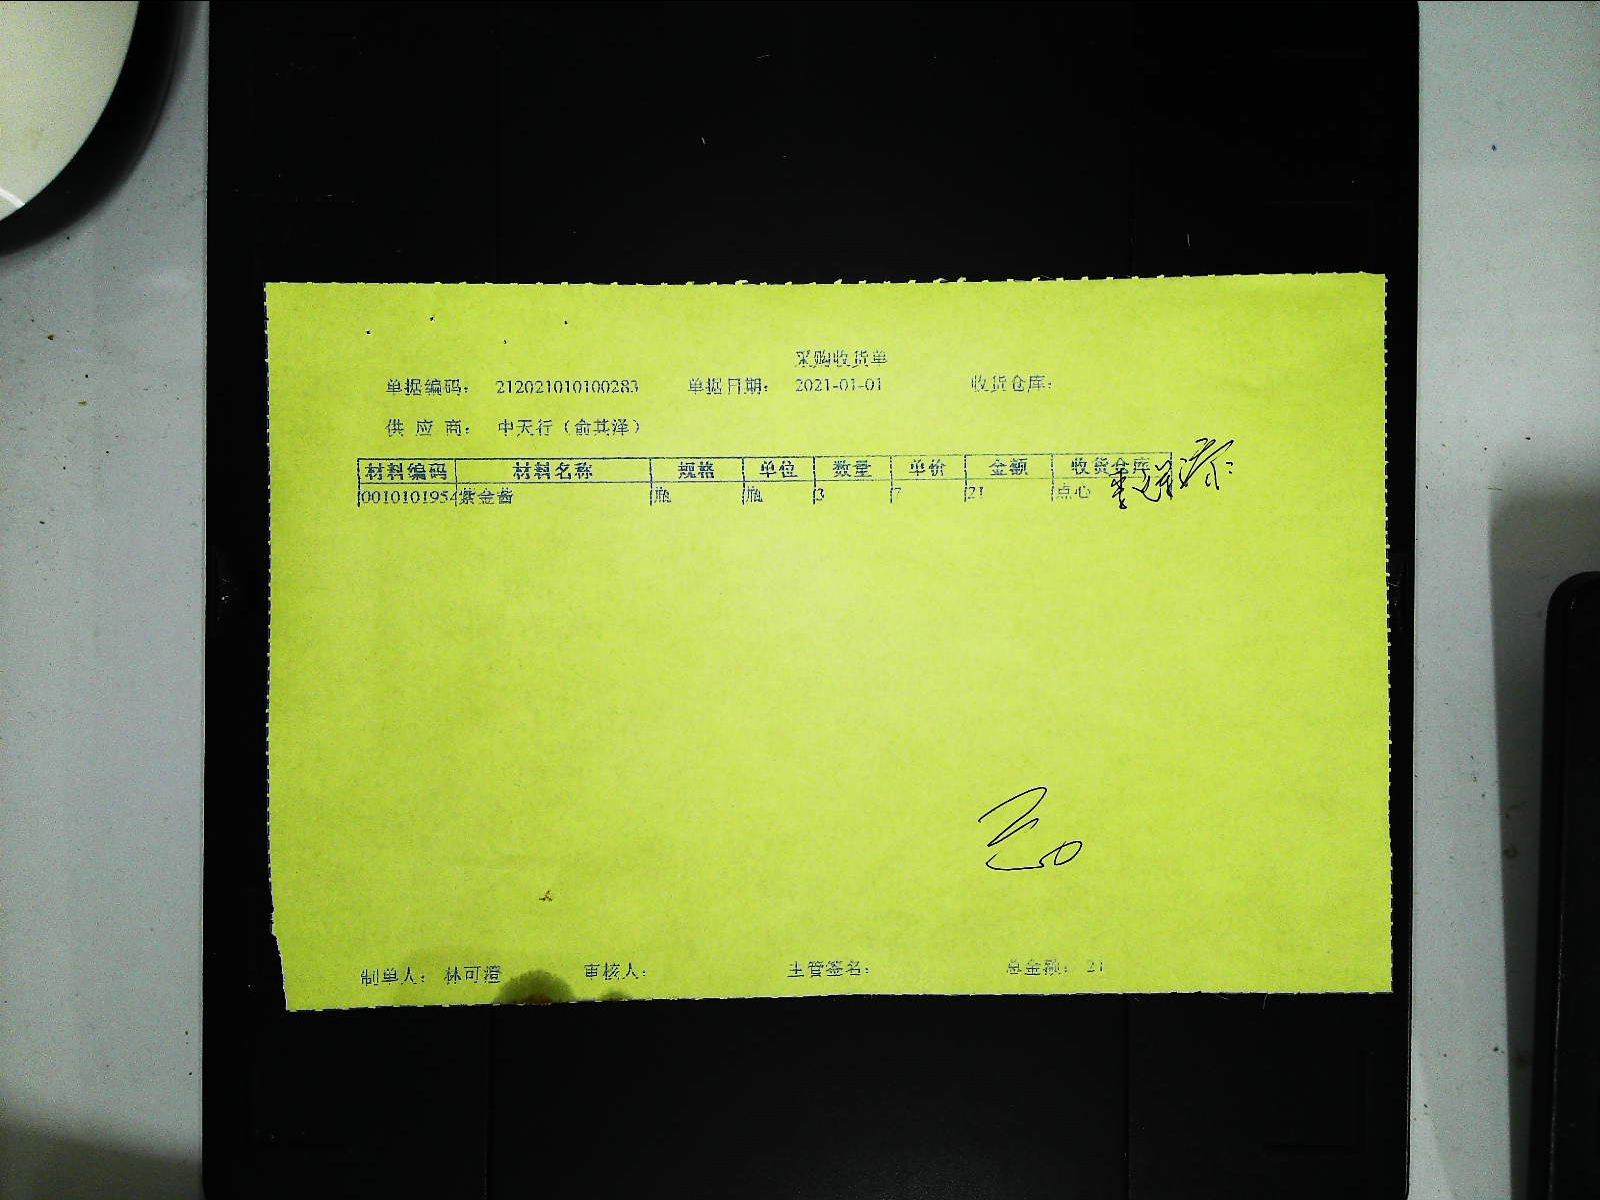 采购收货单
单据编码： 212021010100283 单据日期： 2021-01-01 收货仓库：
供 应 商： 中天行（俞其泽）
材料编码 材料名称 规格 单位 数量 单价 金额 收货仓库
0010101954 紫金酱 瓶 瓶 3 7 21 点心
制单人： 林可澄 审核人： 主管签名： 总金额： 21